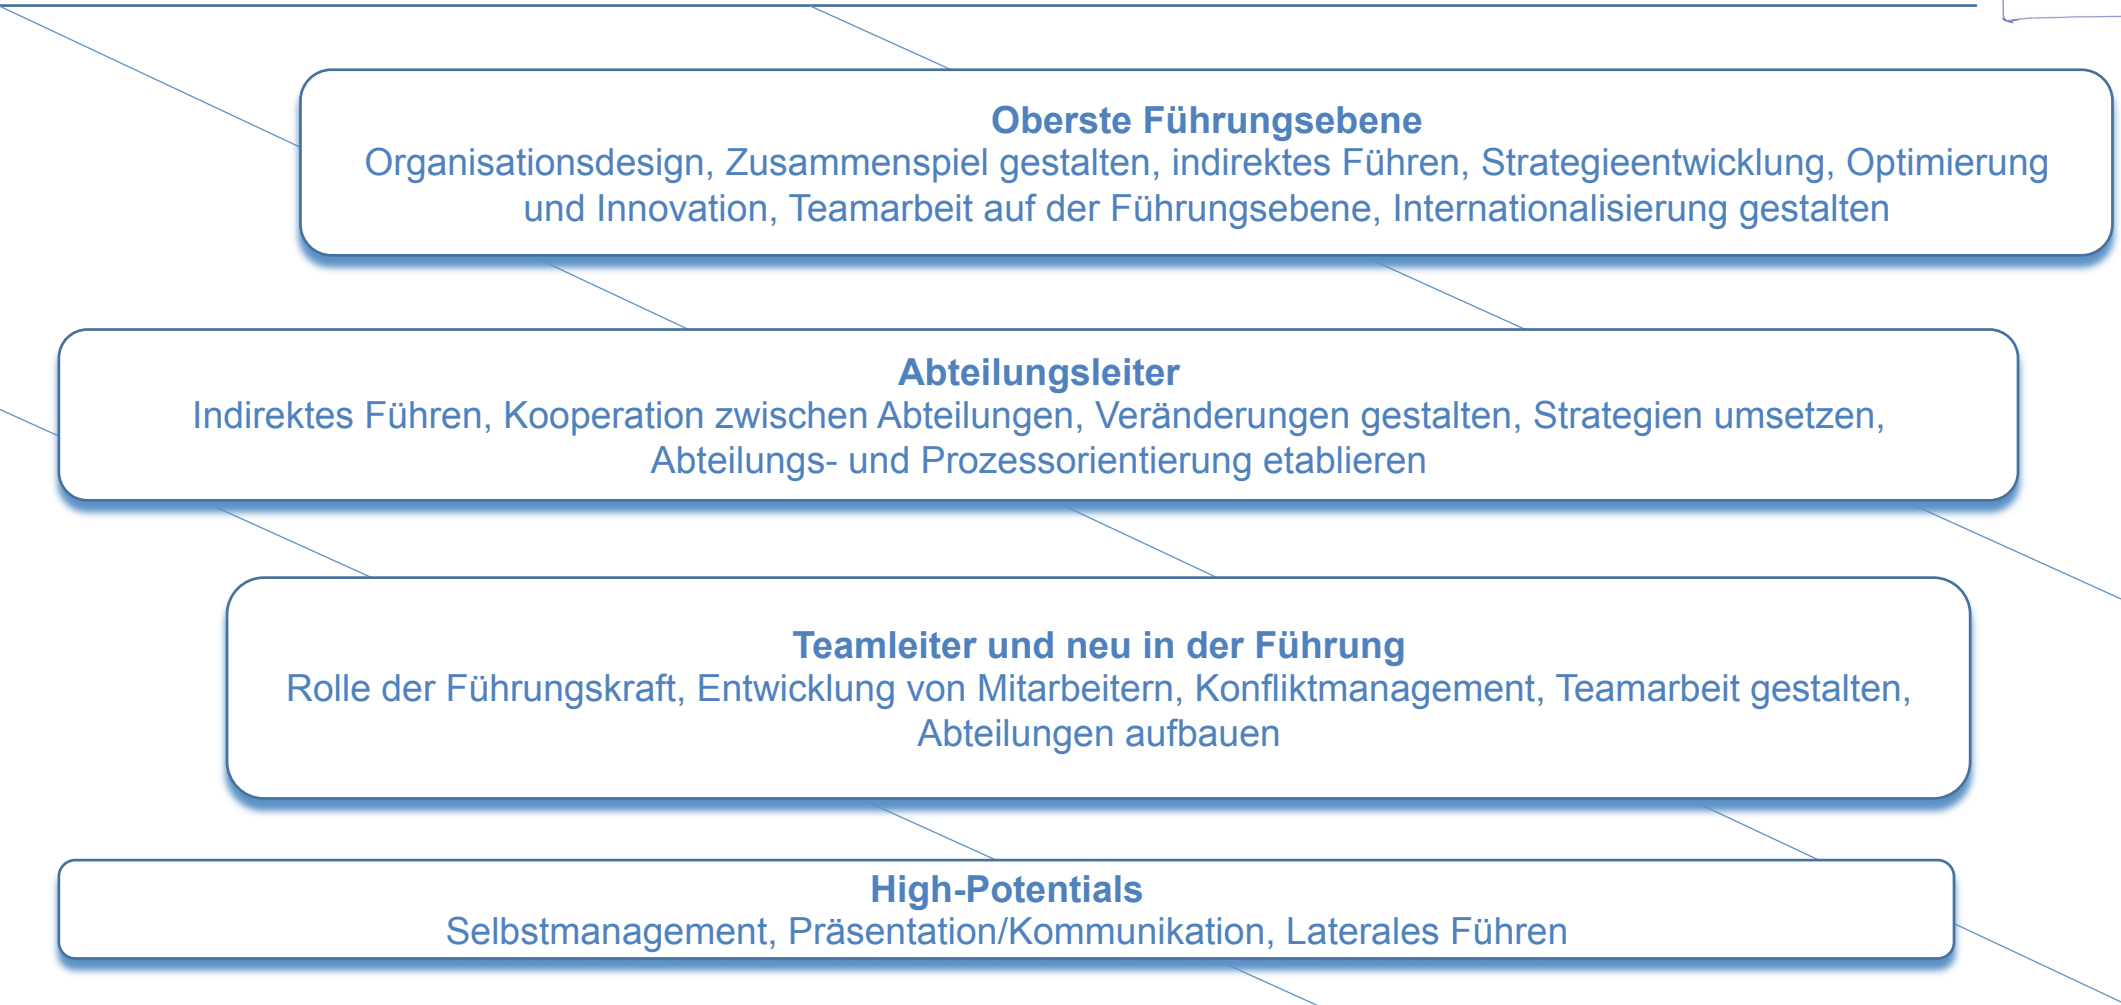 Oberste Führungsebene
Organisationsdesign, Zusammenspiel gestalten, indirektes Führen, Strategieentwicklung, Optimierung
und Innovation, Teamarbeit auf der Führungsebene, Internationalisierung gestalten
Abteilungsleiter
Indirektes Führen, Kooperation zwischen Abteilungen, Veränderungen gestalten, Strategien umsetzen,
Abteilungs- und Prozessorientierung etablieren
Teamleiter und neu in der Führung
Rolle der Führungskraft, Entwicklung von Mitarbeitern, Konfliktmanagement, Teamarbeit gestalten,
Abteilungen aufbauen
High-Potentials
Selbstmanagement, Präsentation/Kommunikation, Laterales Führen